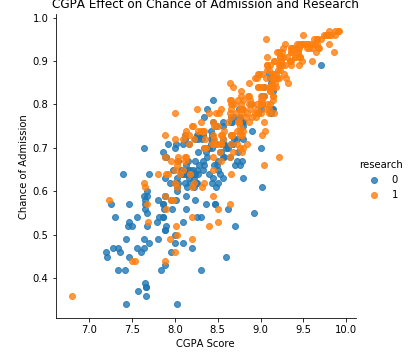 CGPA Effect on Chance of Admission and Research
1.0
0.9
0.8
0.7
0.6
0.5
0.4
Chance of Admission
7.0 7.5 8.0 8.5 9.0 9.5 10.0
CGPA Score
research
0
1